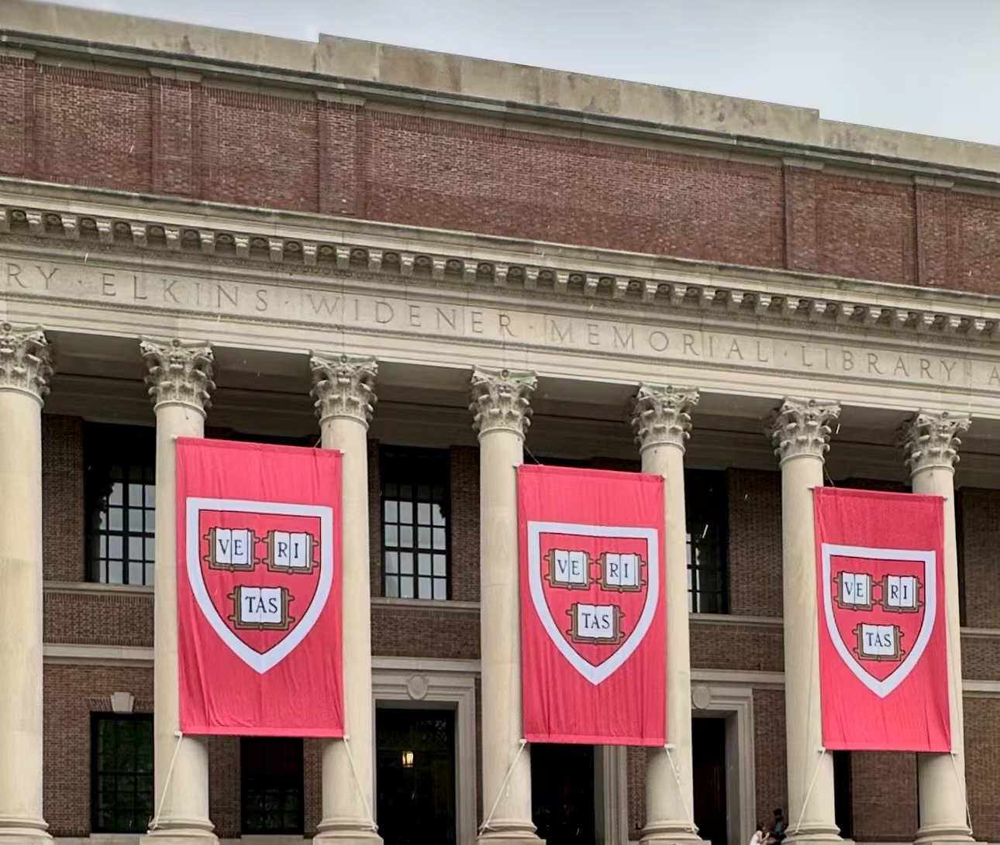 RY · ELKINS · WIDENER · MEMORIAL · LIBRARY A
VE RI
TAS
VE RI
TAS
VE RI
TAS